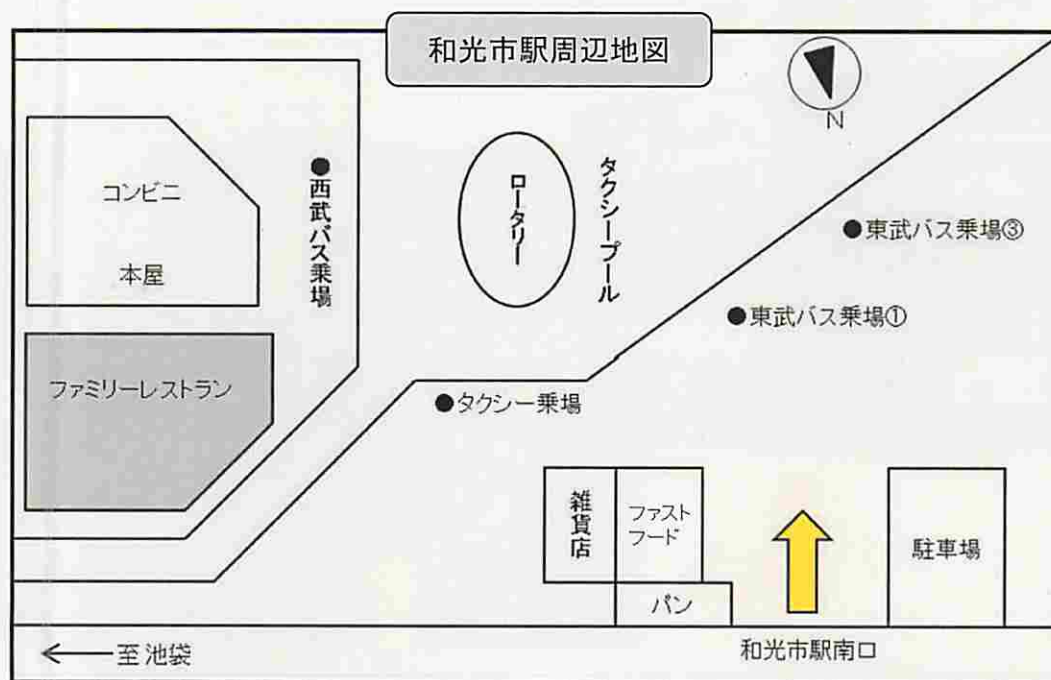 和光市駅周辺地図
N
コンビニ
本屋
ファミリーレストラン
●西武バス乗場
ロータリー
タクシープール
●東武バス乗場③
●東武バス乗場①
●タクシー乗場
雑貨店
ファスト
フード
パン
駐車場
和光市駅南口
←至 池袋